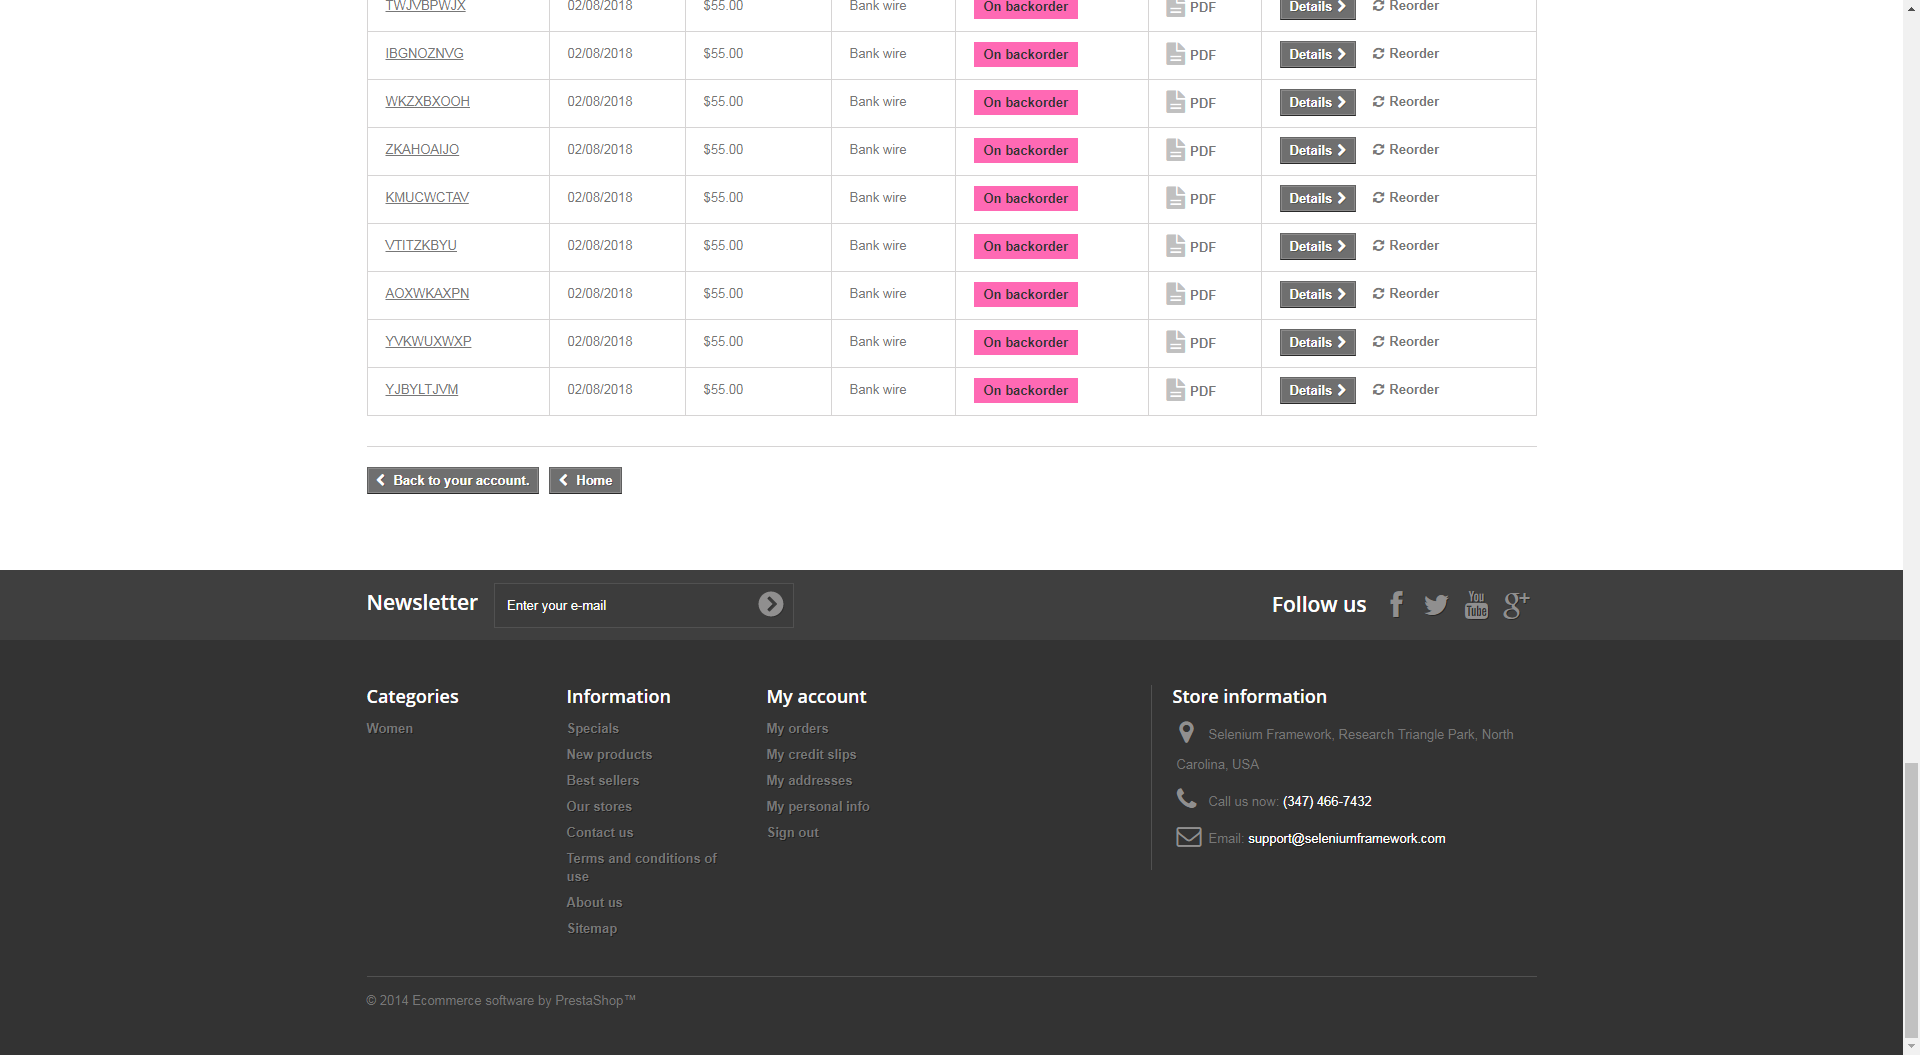 TWJVBPWJX 02/08/2018 $55.00 Bank wire On backorder PDF Details Reorder
IBGNOZNVG 02/08/2018 $55.00 Bank wire On backorder PDF Details Reorder
WKZXBXOOH 02/08/2018 $55.00 Bank wire On backorder PDF Details Reorder
ZKAHOAIJO 02/08/2018 $55.00 Bank wire On backorder PDF Details Reorder
KMUCWCTAV 02/08/2018 $55.00 Bank wire On backorder PDF Details Reorder
VTITZKBYU 02/08/2018 $55.00 Bank wire On backorder PDF Details Reorder
AOXWKAXPN 02/08/2018 $55.00 Bank wire On backorder PDF Details Reorder
YVKWUXWXP 02/08/2018 $55.00 Bank wire On backorder PDF Details Reorder
YJBYLTJVM 02/08/2018 $55.00 Bank wire On backorder PDF Details Reorder
Back to your account. Home
Newsletter Enter your e-mail
Follow us You Tube g+
Categories
Women
Information
Specials
New products
Best sellers
Our stores
Contact us
Terms and conditions of
use
About us
Sitemap
My account
My orders
My credit slips
My addresses
My personal info
Sign out
Store information
Selenium Framework, Research Triangle Park, North
Carolina, USA
Call us now: (347) 466-7432
Email: support@seleniumframework.com
© 2014 Ecommerce software by PrestaShop™